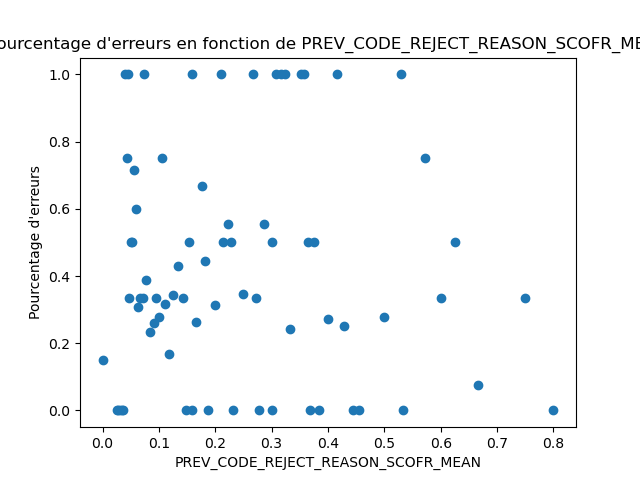 ourcentage d'erreurs en fonction de PREV_CODE_REJECT_REASON_SCOFR_ME
1.0
0.8
0.6
0.4
0.2
0.0
Pourcentage d'erreurs
0.0 0.1 0.2 0.3 0.4 0.5 0.6 0.7 0.8
PREV_CODE_REJECT_REASON_SCOFR_MEAN